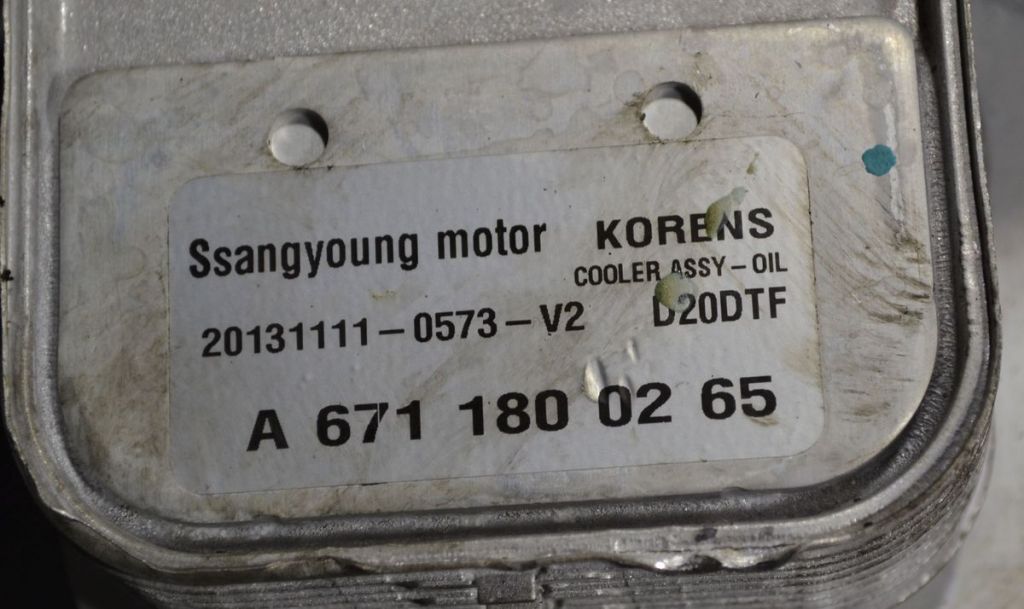 Ssangyoung motor KORENS
COOLER ASSY-OIL
20131111-0573-V2 D20DTF
A 671 180 02 65